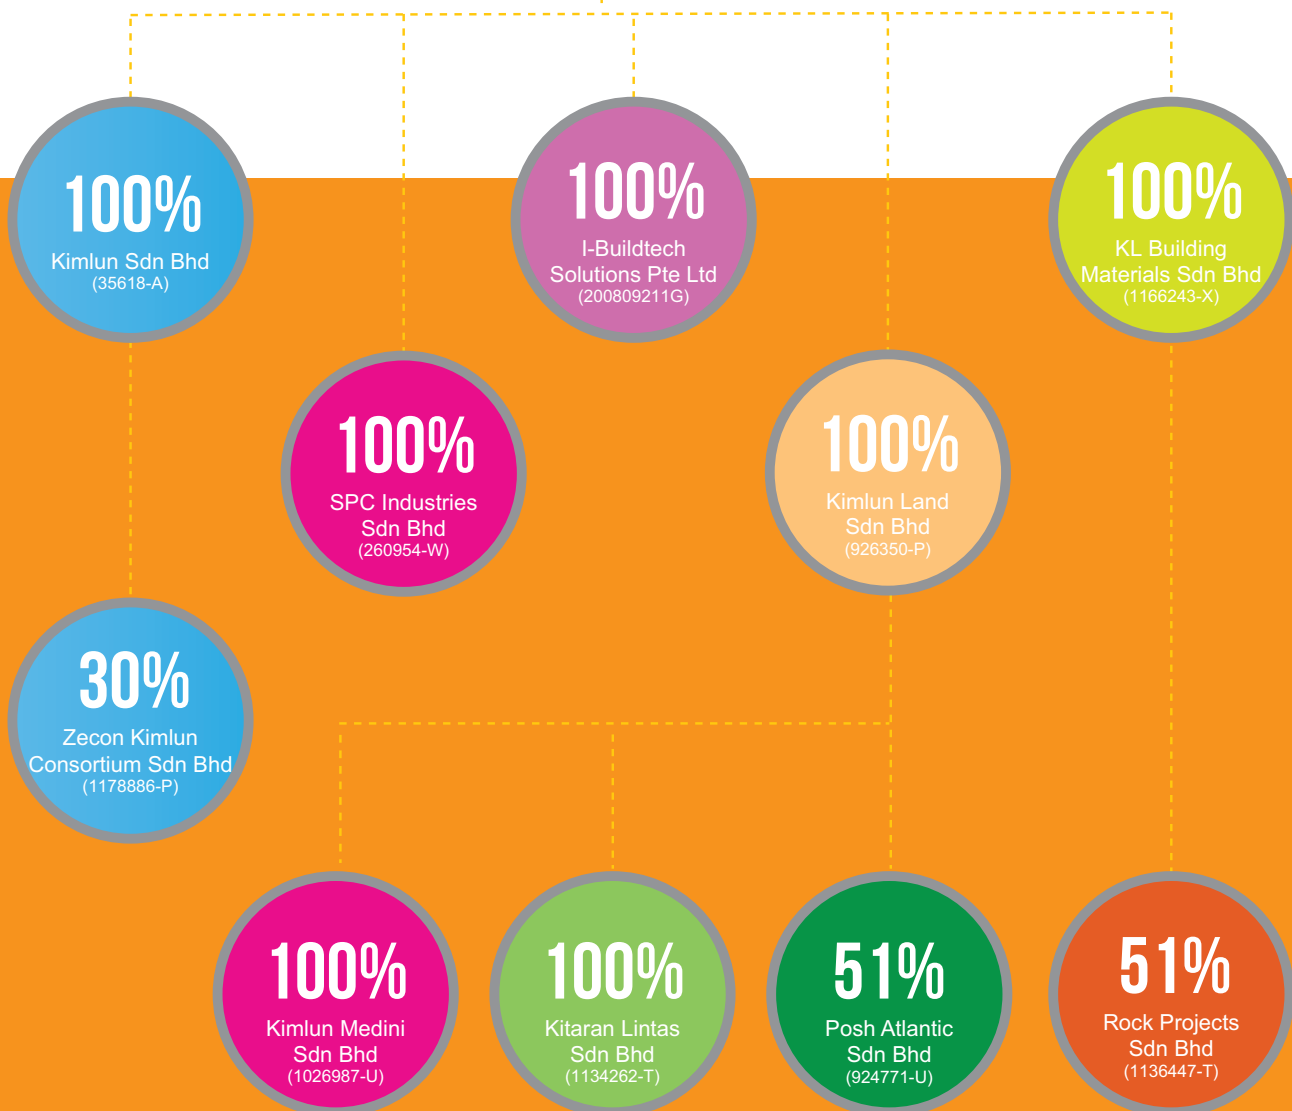 100%
Kimlun Sdn Bhd
(35618-A)
100%
I-Buildtech
Solutions Pte Ltd
(200809211G)
100%
KL Building
Materials Sdn Bhd
(1166243-X)
100%
SPC Industries
Sdn Bhd
(260954-W)
100%
Kimlun Land
Sdn Bhd
(926350-P)
30%
Zecon Kimlun
Consortium Sdn Bhd
(1178886-P)
100%
Kimlun Medini
Sdn Bhd
(1026987-U)
100%
Kitaran Lintas
Sdn Bhd
(1134262-T)
51%
Posh Atlantic
Sdn Bhd
(924771-U)
51%
Rock Projects
Sdn Bhd
(1136447-T)